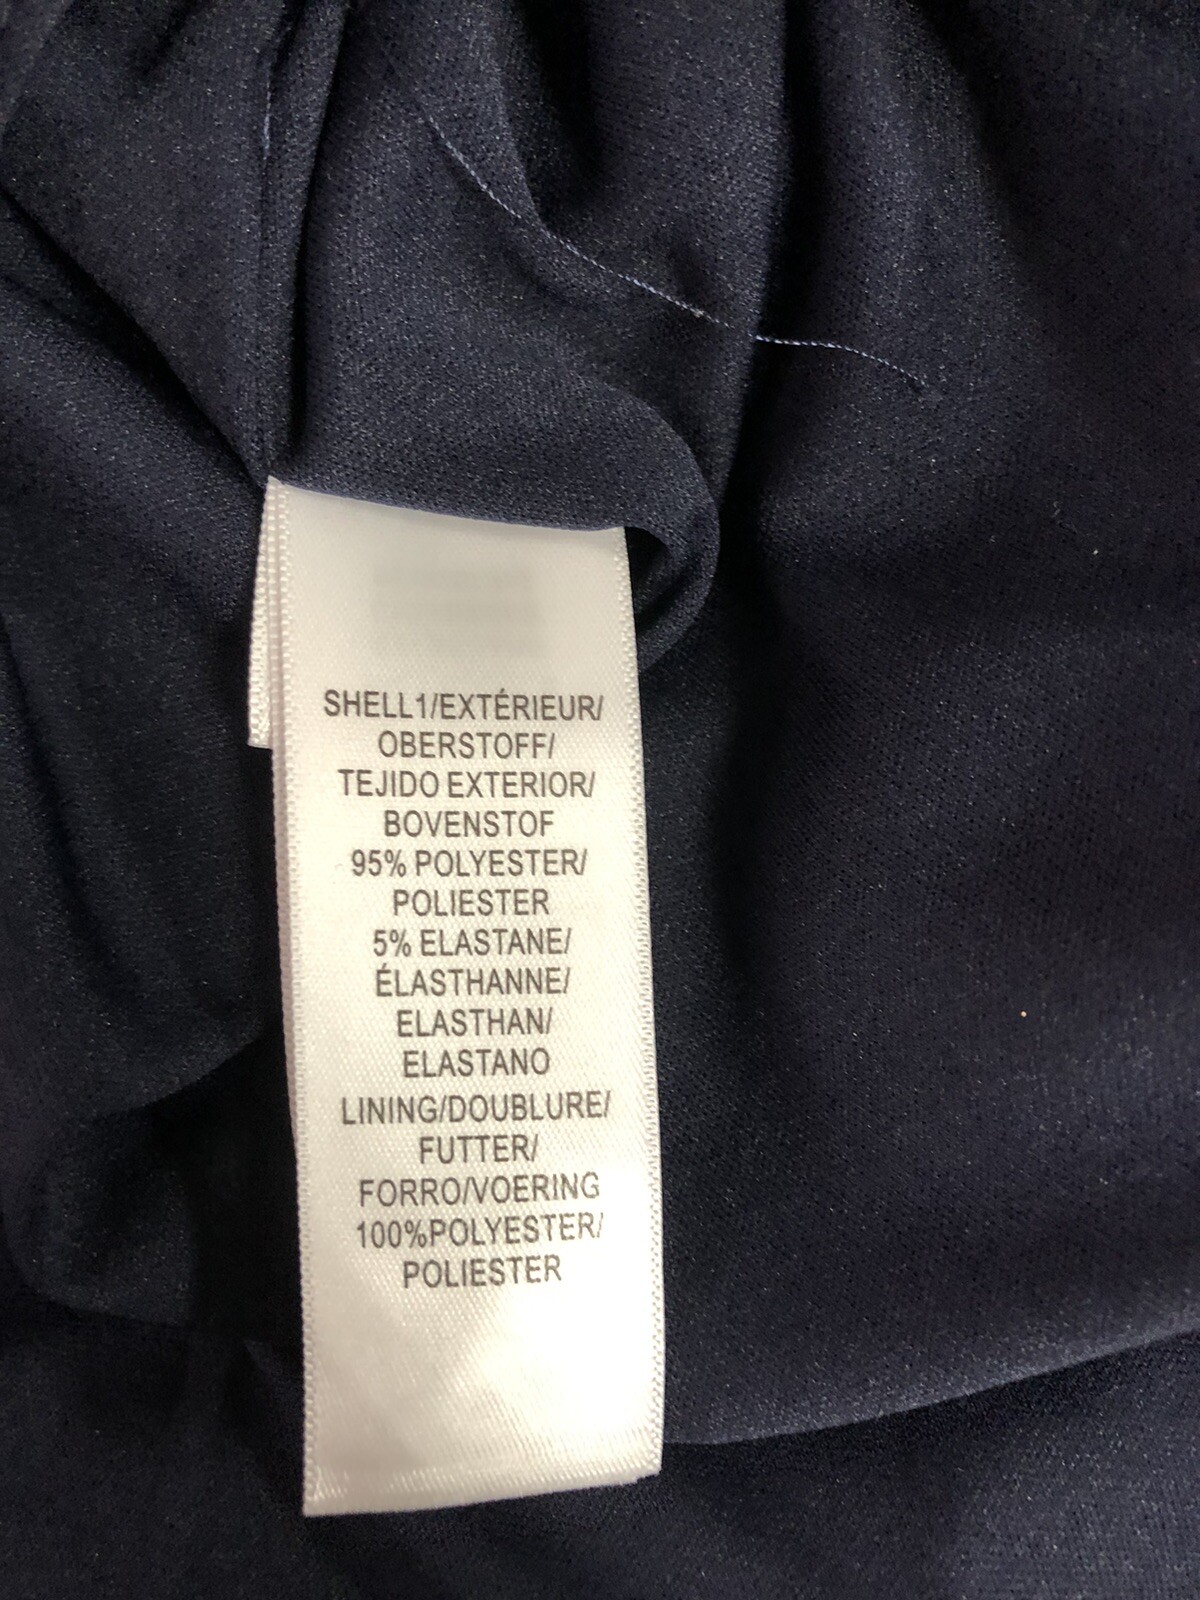 SHELL1/EXTÉRIEUR/
OBERSTOFF/
TEJIDO EXTERIOR/
BOVENSTOF
95% POLYESTER/
POLIESTER
5% ELASTANE/
ÉLASTHANNE/
ELASTHAN/
ELASTANO
LINING/DOUBLURE/
FUTTER/
FORRO/VOERING
100%POLYESTER/
POLIESTER